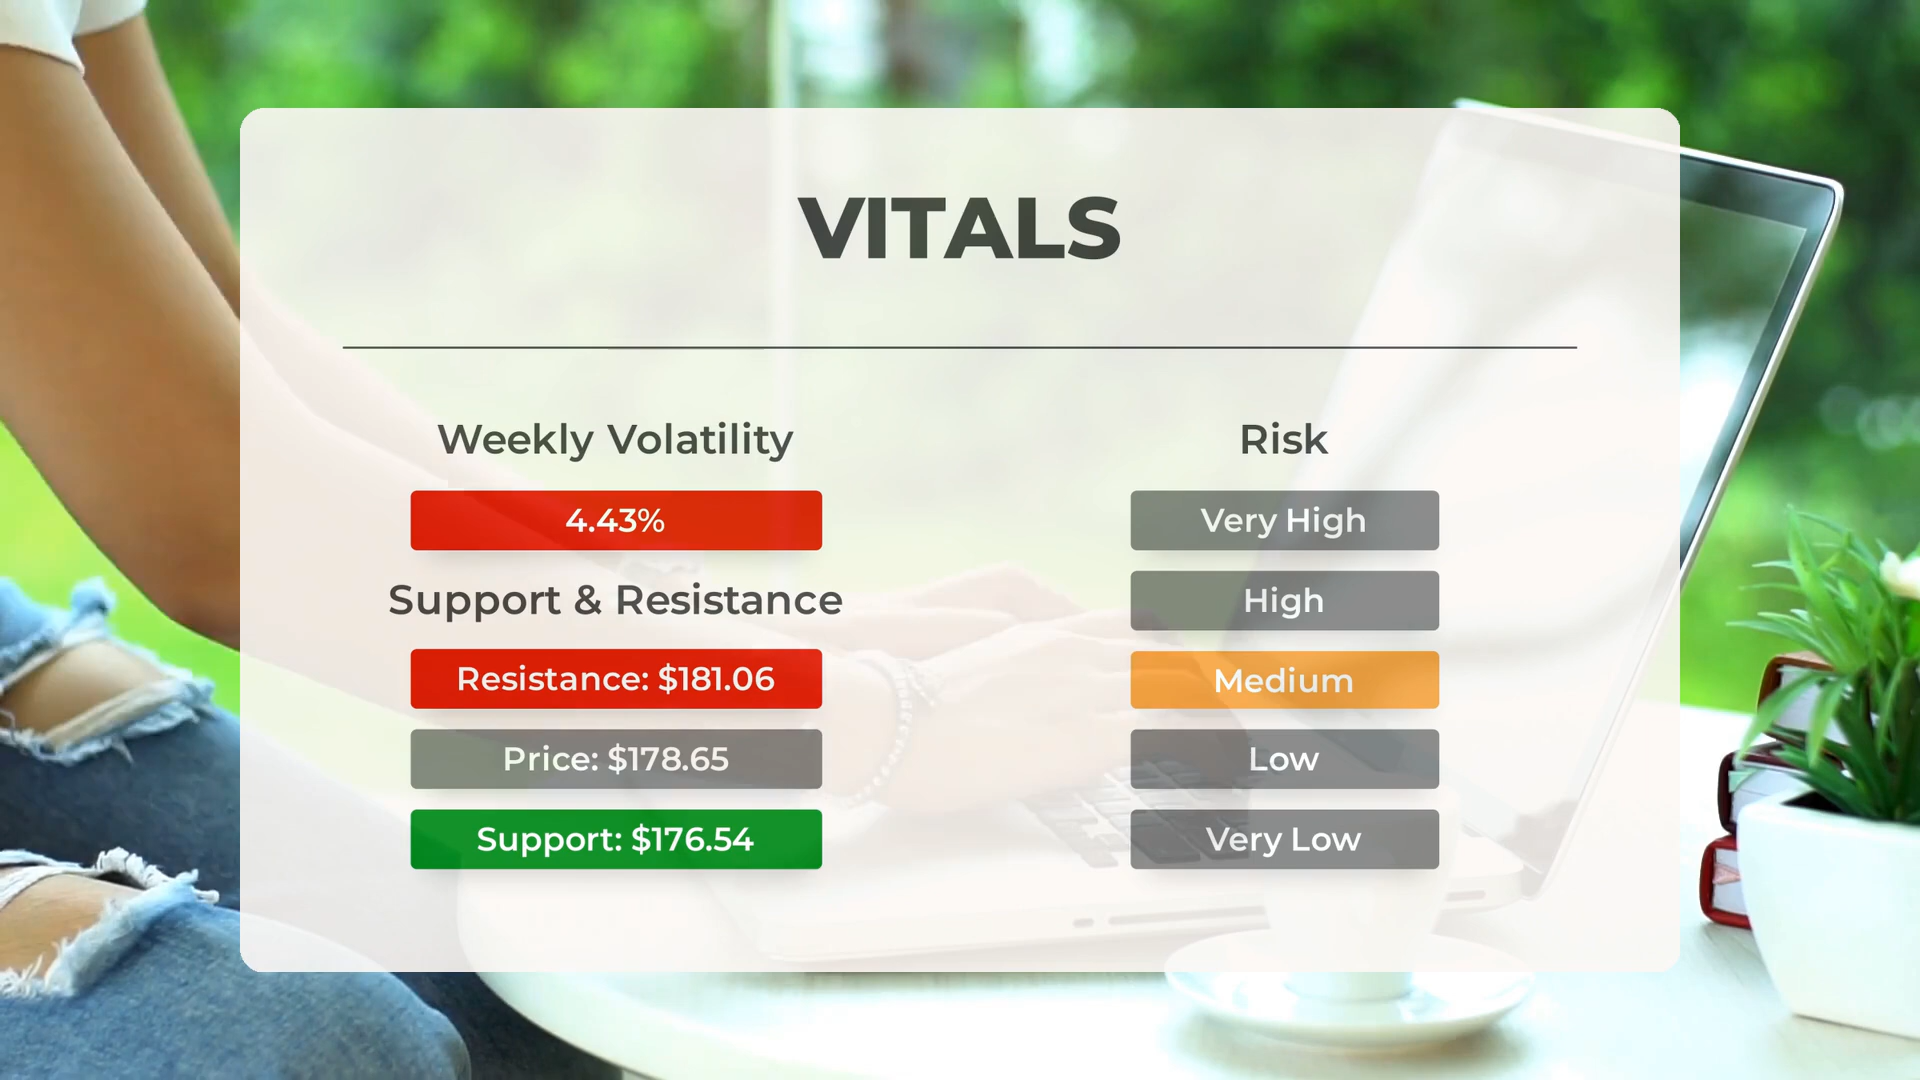 VITALS
Weekly Volatility
4.43%
Support & Resistance
Resistance: $181.06
Price: $178.65
Support: $176.54
Risk
Very High
High
Medium
Low
Very Low